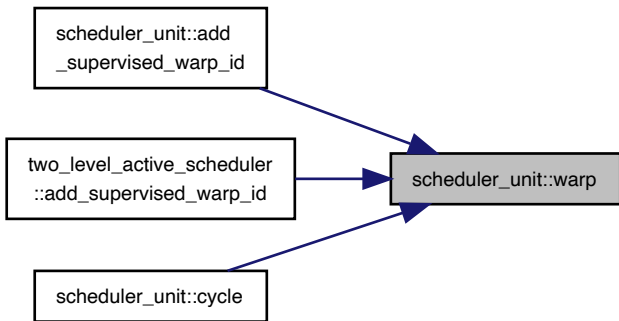 scheduler_unit::add
_supervised_warp_id
two_level_active_scheduler
::add_supervised_warp_id
scheduler_unit::warp
scheduler_unit::cycle